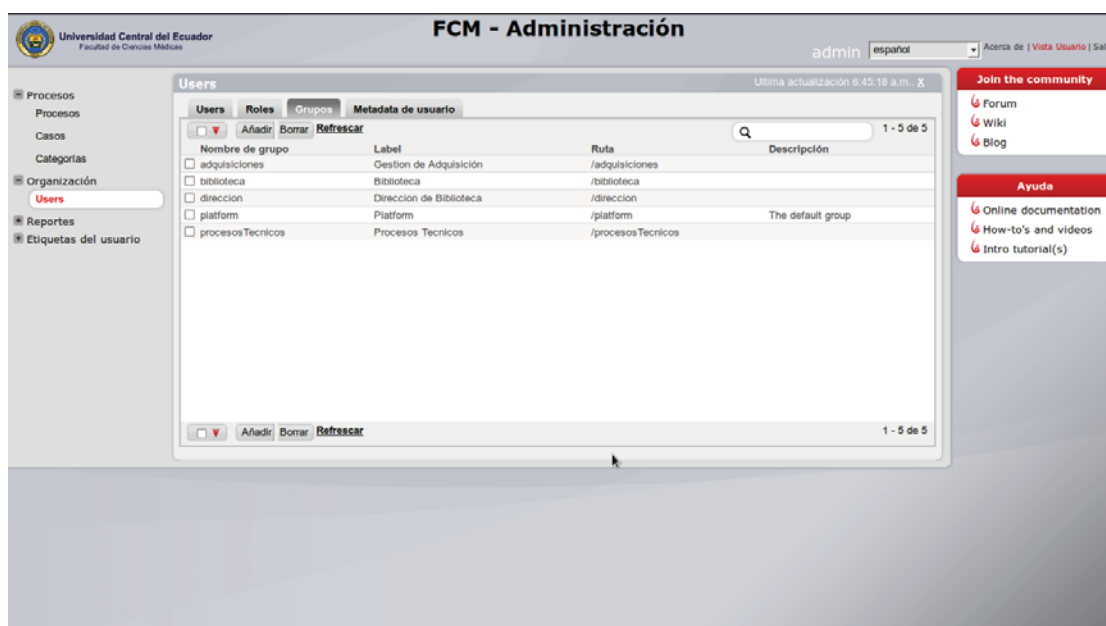 Universidad Central del Ecuador
Facultad de Ciencias Médicas
FCM - Administración
admin
español
Acerca de | Vista Usuario | Sal
Procesos
Procesos
Casos
Categorías
Organización
Users
Reportes
Etiquetas del usuario
Users
Ultima actualización 6:45:18 a.m.. X
Users Roles Grupos Metadata de usuario
Añadir Borrar Refrescar 1 - 5 de 5
Nombre de grupo Label Ruta Descripción
adquisiciones Gestion de Adquisición /adquisiciones
biblioteca Biblioteca /biblioteca
direccion Direccion de Biblioteca /direccion
platform Platform /platform The default group
procesosTecnicos Procesos Tecnicos /procesosTecnicos
Añadir Borrar Refrescar 1 - 5 de 5
Join the community
Forum
Wiki
Blog
Ayuda
Online documentation
How-to's and videos
Intro tutorial(s)